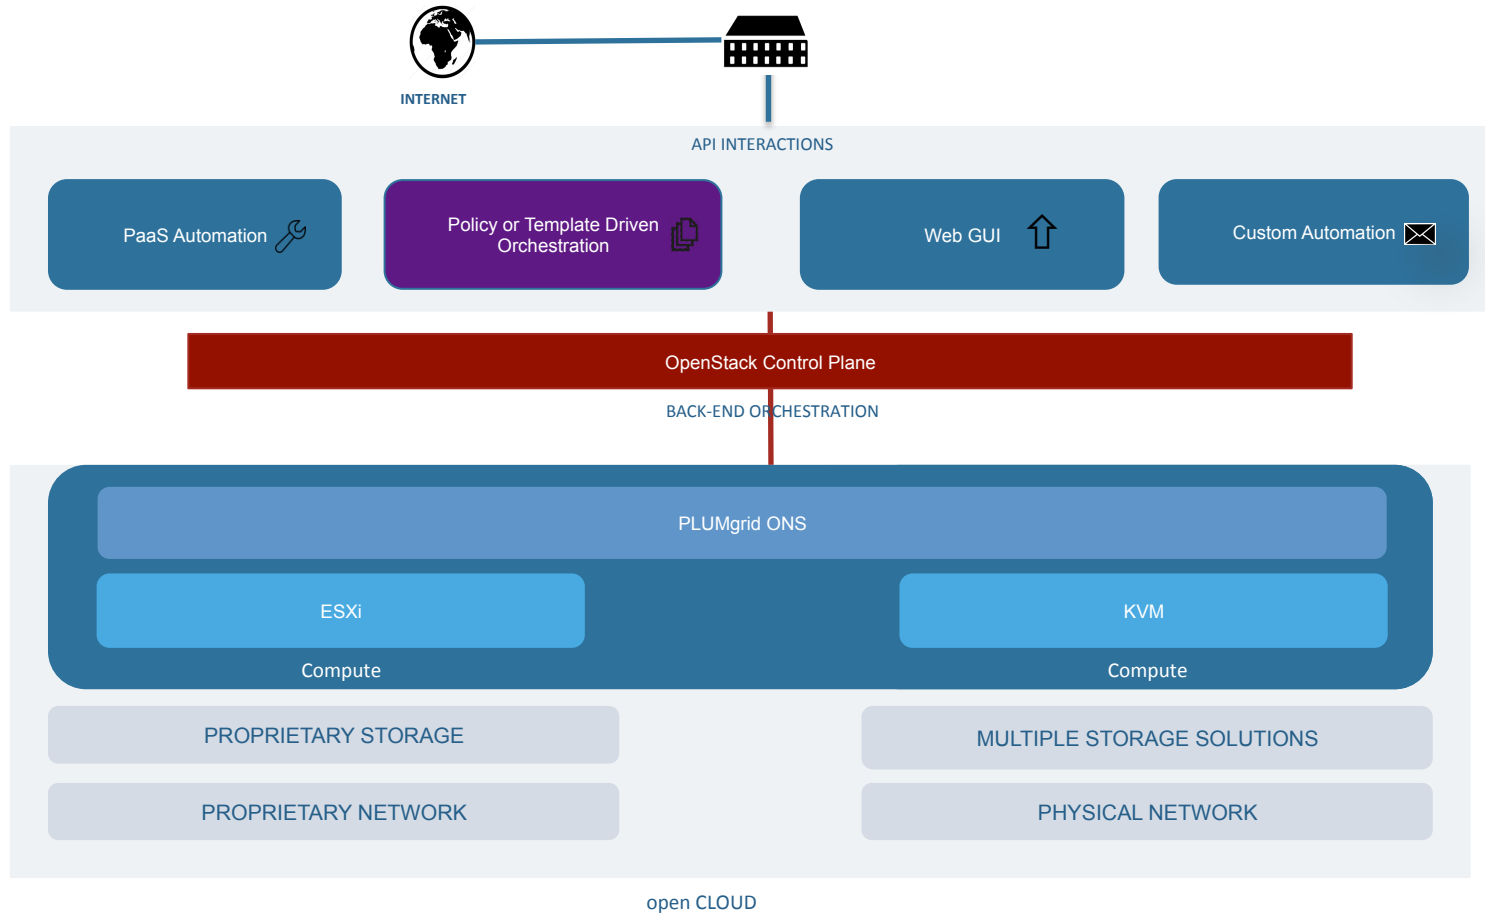 INTERNET
API INTERACTIONS
PaaS Automation
Policy or Template Driven
Orchestration
Web GUI
Custom Automation
OpenStack Control Plane
BACK-END ORCHESTRATION
PLUMgrid ONS
ESXi
KVM
Compute
Compute
PROPRIETARY STORAGE
MULTIPLE STORAGE SOLUTIONS
PROPRIETARY NETWORK
PHYSICAL NETWORK
open CLOUD